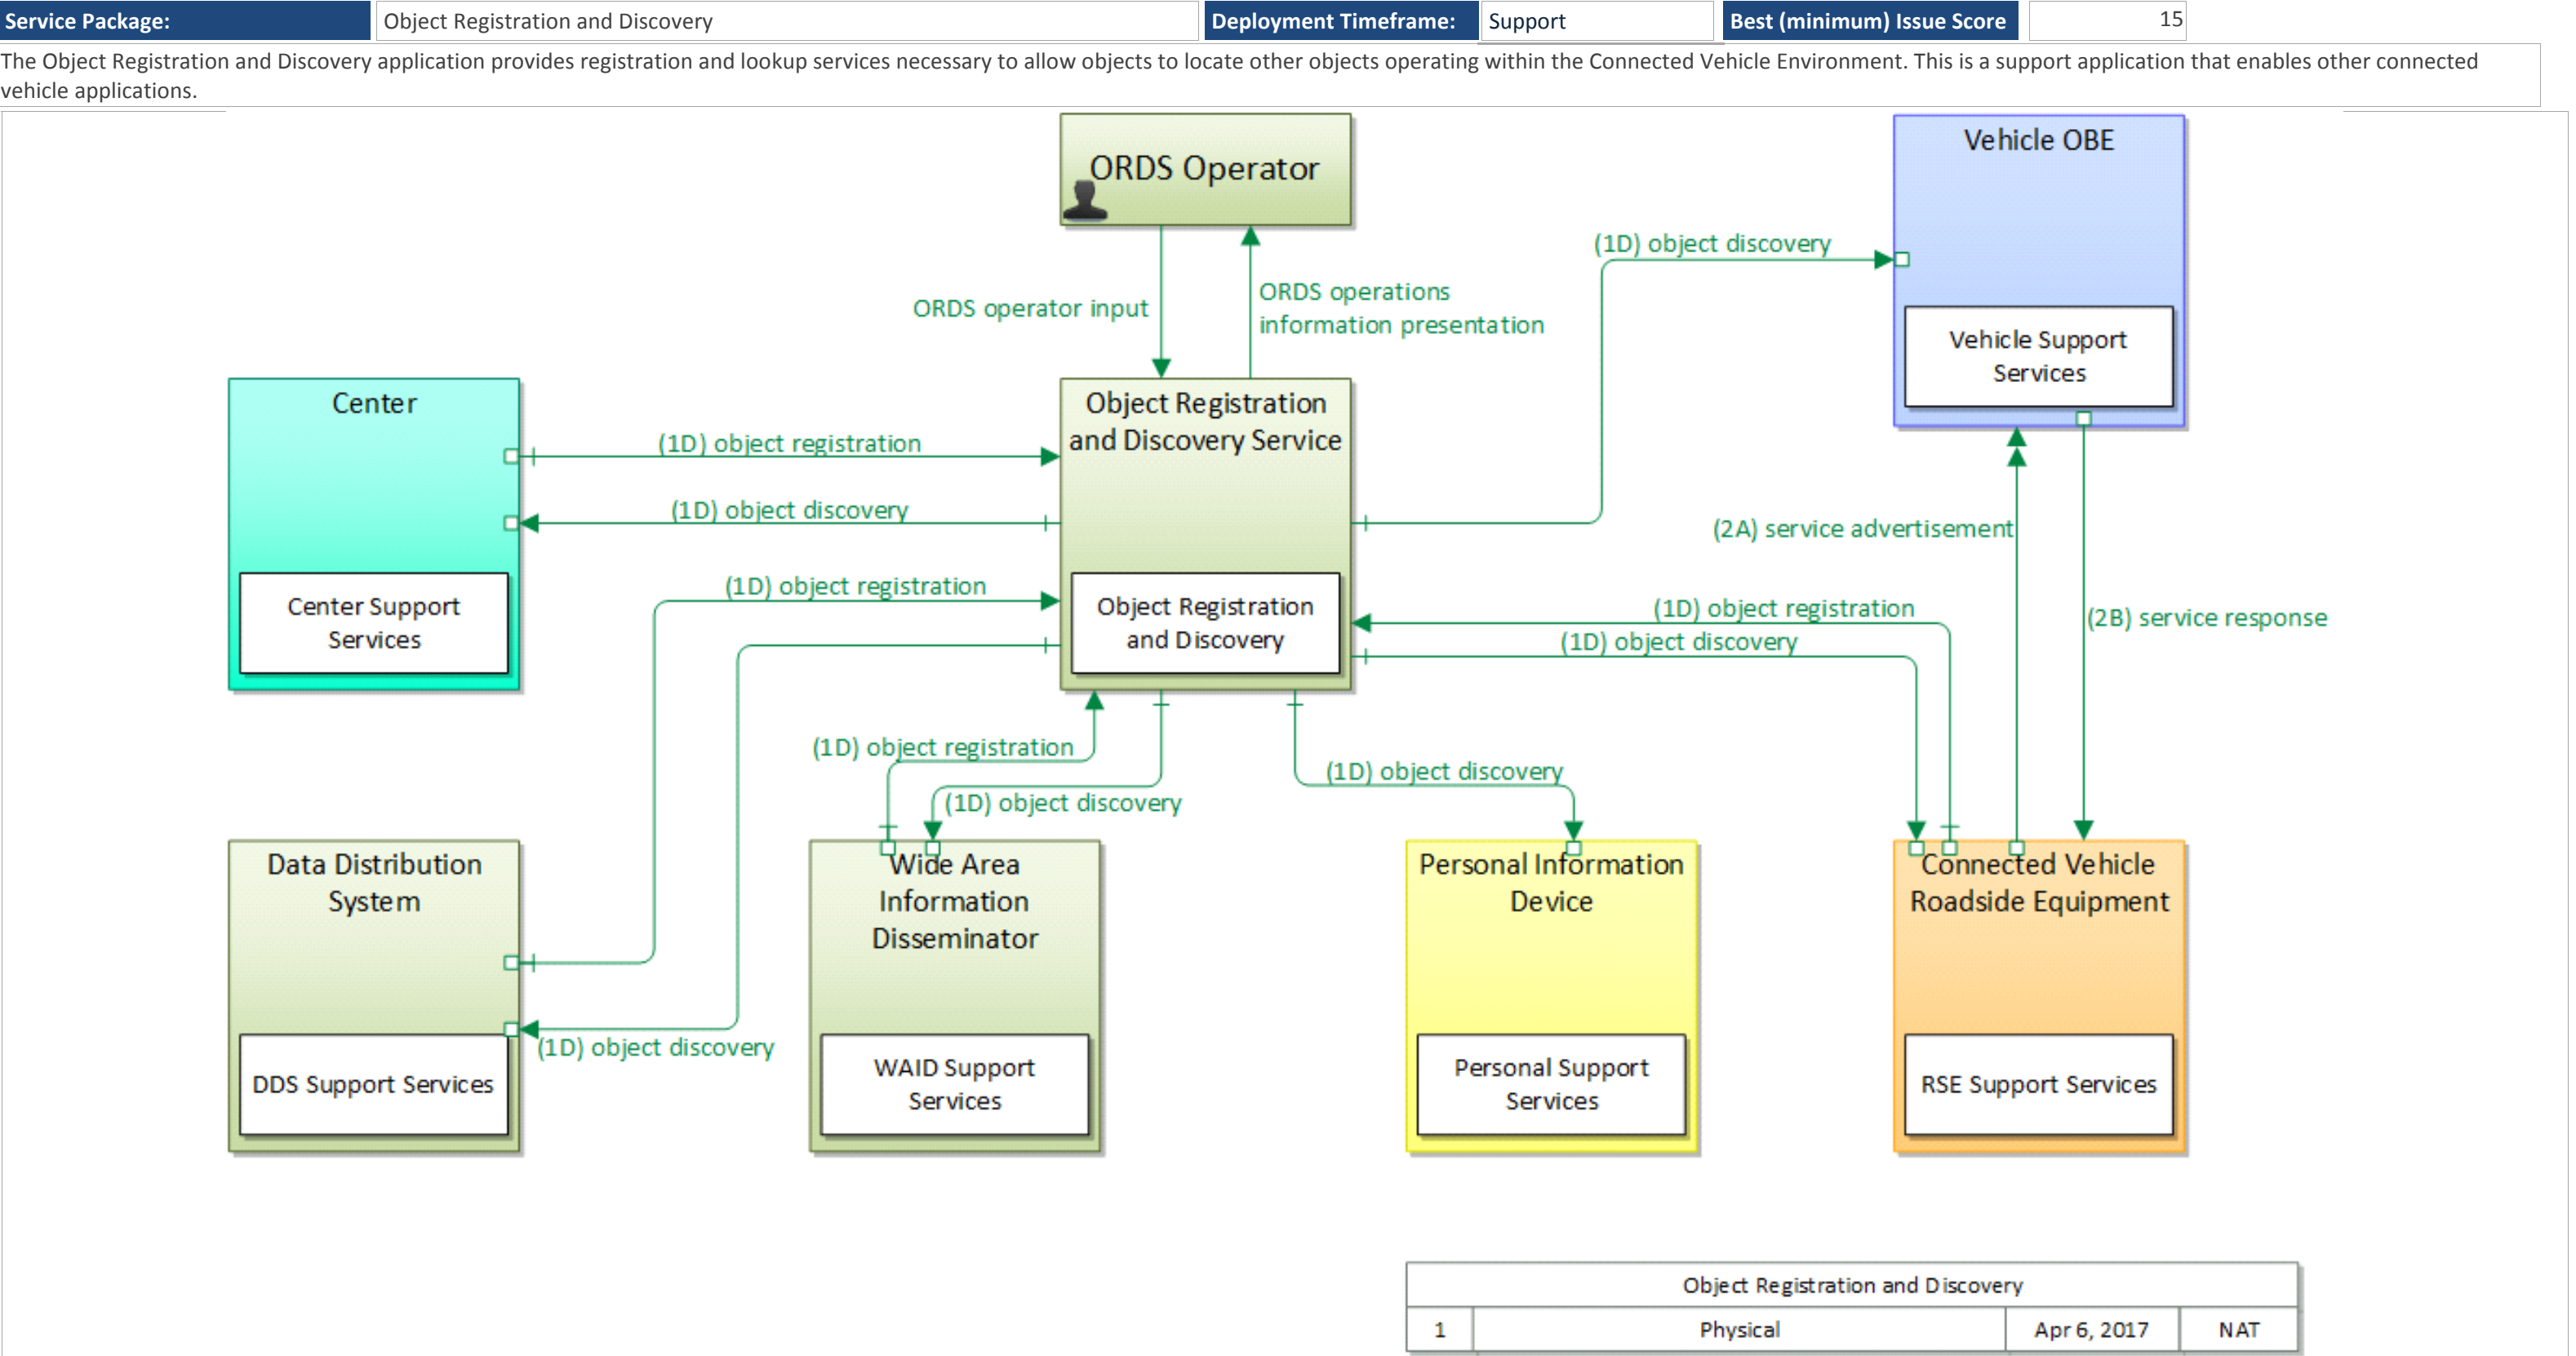 Service Package: Object Registration and Discovery Deployment Timeframe: Support Best (minimum) Issue Score 15
The Object Registration and Discovery application provides registration and lookup services necessary to allow objects to locate other objects operating within the Connected Vehicle Environment. This is a support application that enables other connected
vehicle applications.
ORDS Operator
Vehicle OBE
(1D) object discovery
ORDS operator input
ORDS operations
information presentation
Vehicle Support
Services
Center
Object Registration
and Discovery Service
(1D) object registration
(1D) object discovery
(2A) service advertisement
(1D) object registration
Center Support
Services
Object Registration
and Discovery
(1D) object registration
(2B) service response
(1D) object discovery
(1D) object registration
(1D) object discovery
(1D) object discovery
Data Distribution
System
Wide Area
Information
Disseminator
Personal Information
Device
Connected Vehicle
Roadside Equipment
(1D) object discovery
DDS Support Services
WAID Support
Services
Personal Support
Services
RSE Support Services
Object Registration and Discovery
1 Physical Apr 6, 2017 NAT